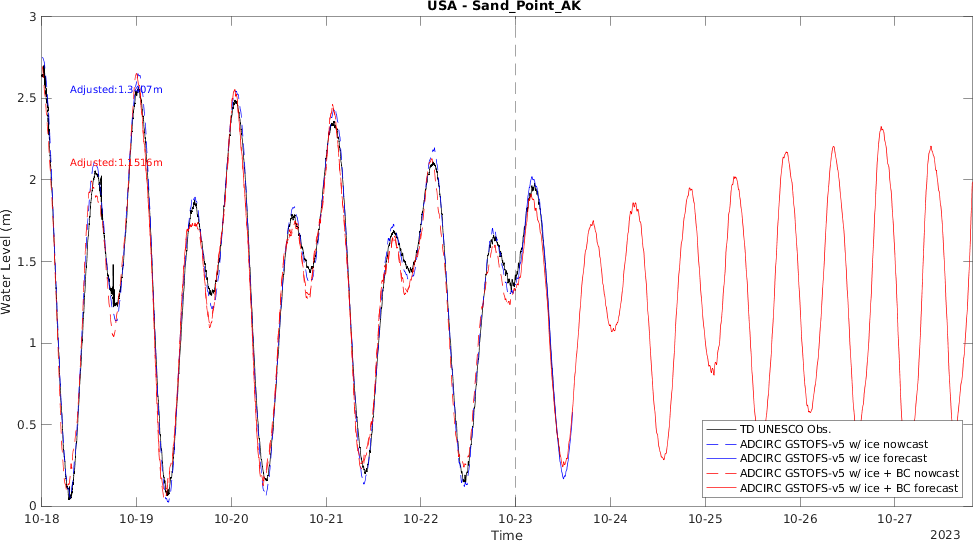 USA - Sand_Point_AK
3
2.5
2
1.5
1
0.5
0
Water Level (m)
Adjusted:1.3407m
Adjusted:1.1516m
TD UNESCO Obs.
ADCIRC GSTOFS-v5 w/ ice nowcast
ADCIRC GSTOFS-v5 w/ ice forecast
ADCIRC GSTOFS-v5 w/ ice + BC nowcast
ADCIRC GSTOFS-v5 w/ ice + BC forecast
10-18 10-19 10-20 10-21 10-22 10-23 10-24 10-25 10-26 10-27
Time
2023